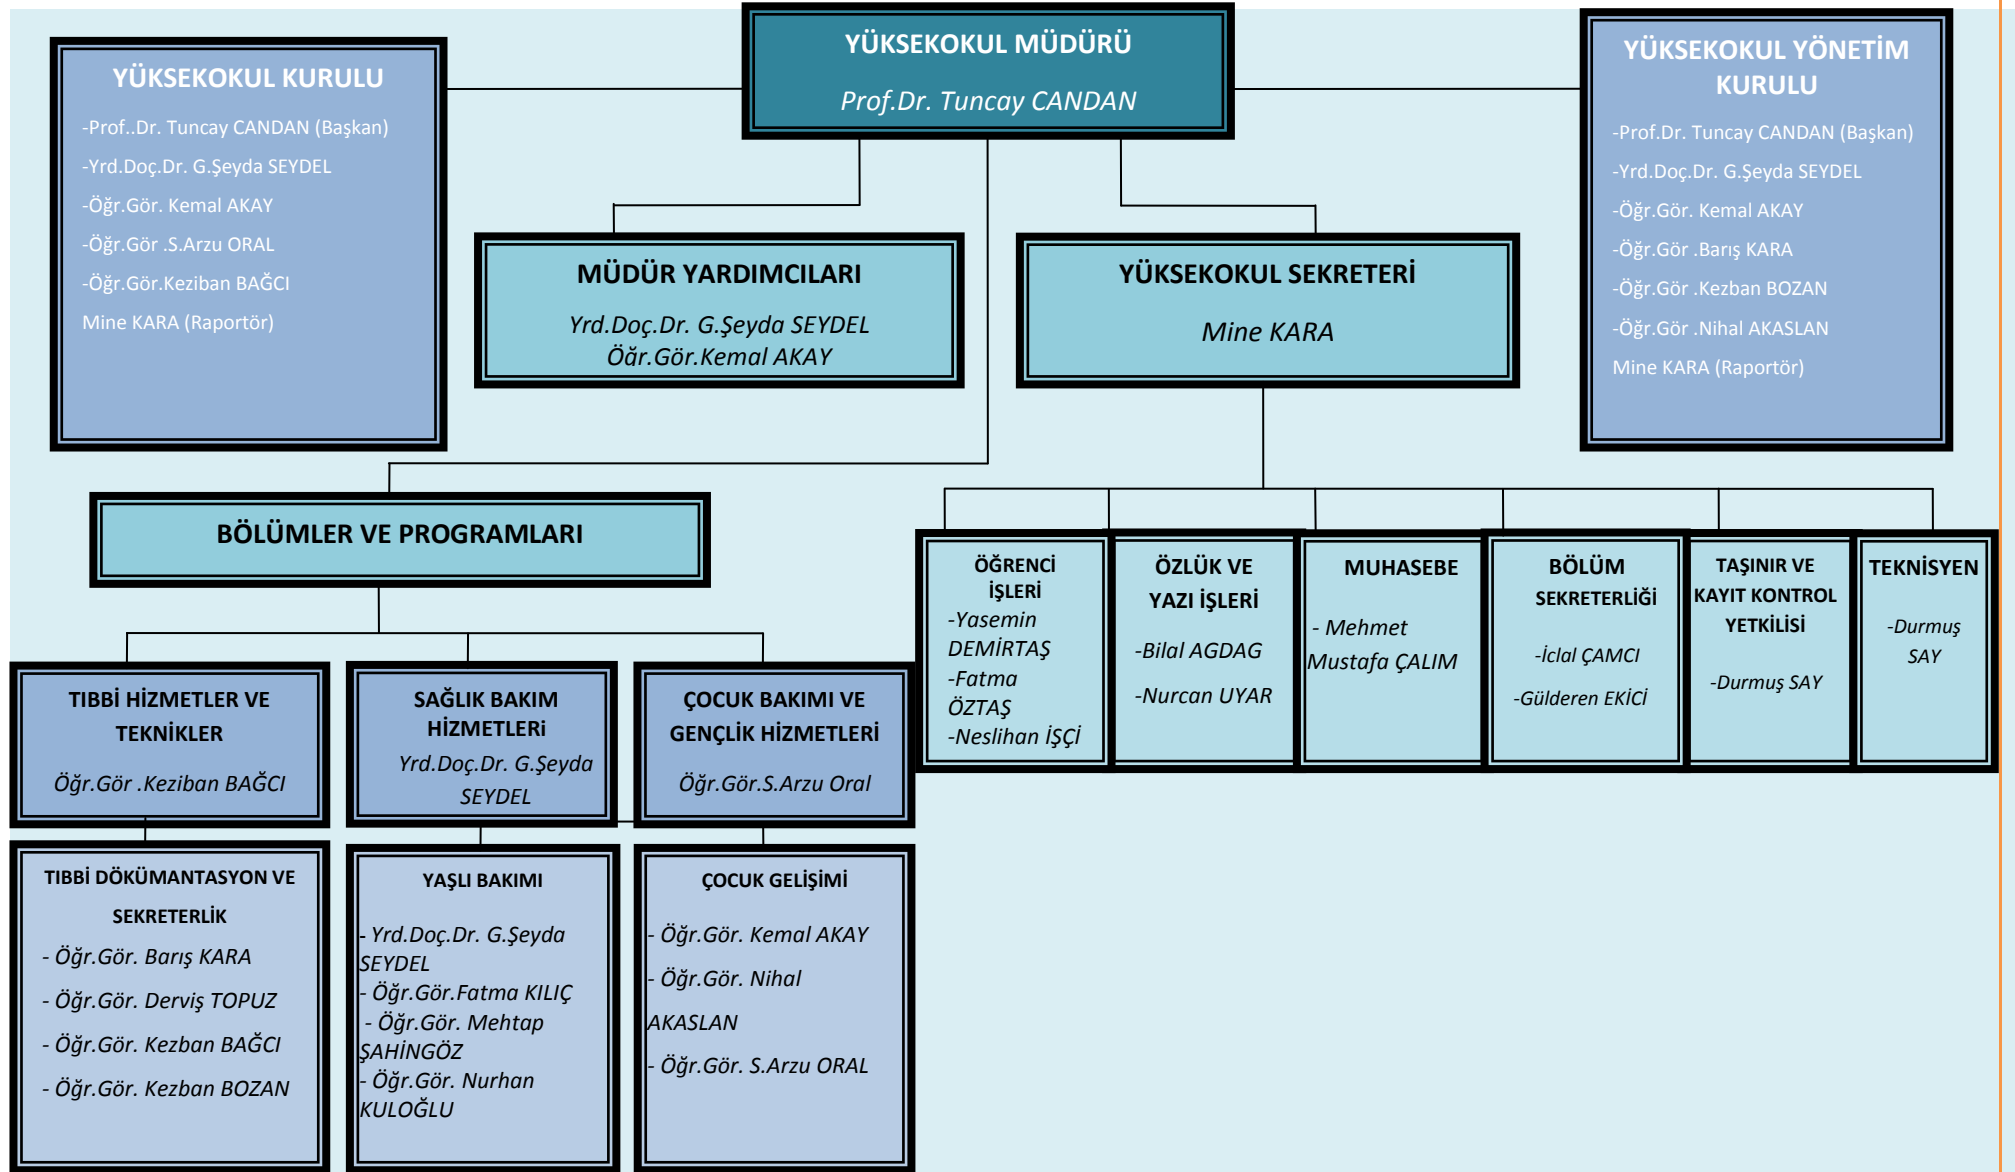 YÜKSEKOKUL MÜDÜRÜ
Prof.Dr. Tuncay CANDAN
YÜKSEKOKUL KURULU
-Prof..Dr. Tuncay CANDAN (Başkan)
-Yrd.Doç.Dr. G.Şeyda SEYDEL
-Öğr.Gör. Kemal AKAY
-Öğr.Gör .S.Arzu ORAL
-Öğr.Gör.Keziban BAĞCI
Mine KARA (Raportör)
YÜKSEKOKUL YÖNETİM
KURULU
-Prof.Dr. Tuncay CANDAN (Başkan)
-Yrd.Doç.Dr. G.Şeyda SEYDEL
-Öğr.Gör. Kemal AKAY
-Öğr.Gör .Barış KARA
-Öğr.Gör .Kezban BOZAN
-Öğr.Gör .Nihal AKASLAN
Mine KARA (Raportör)
MÜDÜR YARDIMCILARI
Yrd.Doç.Dr. G.Şeyda SEYDEL
Öğr.Gör.Kemal AKAY
YÜKSEKOKUL SEKRETERİ
Mine KARA
BÖLÜMLER VE PROGRAMLARI
ÖĞRENCİ
İŞLERİ
-Yasemin
DEMİRTAŞ
-Fatma
ÖZTAŞ
-Neslihan İŞÇİ
ÖZLÜK VE
YAZI İŞLERİ
-Bilal AGDAG
-Nurcan UYAR
MUHASEBE
- Mehmet
Mustafa ÇALIM
BÖLÜM
SEKRETERLİĞİ
-İclal ÇAMCI
-Gülderen EKİCİ
TAŞINIR VE
KAYIT KONTROL
YETKİLİSİ
-Durmuş SAY
TEKNİSYEN
-Durmuş
SAY
TIBBİ HİZMETLER VE
TEKNİKLER
Öğr.Gör .Keziban BAĞCI
SAĞLIK BAKIM
HİZMETLERi
Yrd.Doç.Dr. G.Şeyda
SEYDEL
ÇOCUK BAKIMI VE
GENÇLİK HİZMETLERİ
Öğr.Gör.S.Arzu Oral
TIBBİ DÖKÜMANTASYON VE
SEKRETERLİK
- Öğr.Gör. Barış KARA
- Öğr.Gör. Derviş TOPUZ
- Öğr.Gör. Kezban BAĞCI
- Öğr.Gör. Kezban BOZAN
YAŞLI BAKIMI
- Yrd.Doç.Dr. G.Şeyda
SEYDEL
- Öğr.Gör.Fatma KILIÇ
- Öğr.Gör. Mehtap
ŞAHİNGÖZ
- Öğr.Gör. Nurhan
KULOĞLU
ÇOCUK GELİŞİMİ
- Öğr.Gör. Kemal AKAY
- Öğr.Gör. Nihal
AKASLAN
- Öğr.Gör. S.Arzu ORAL